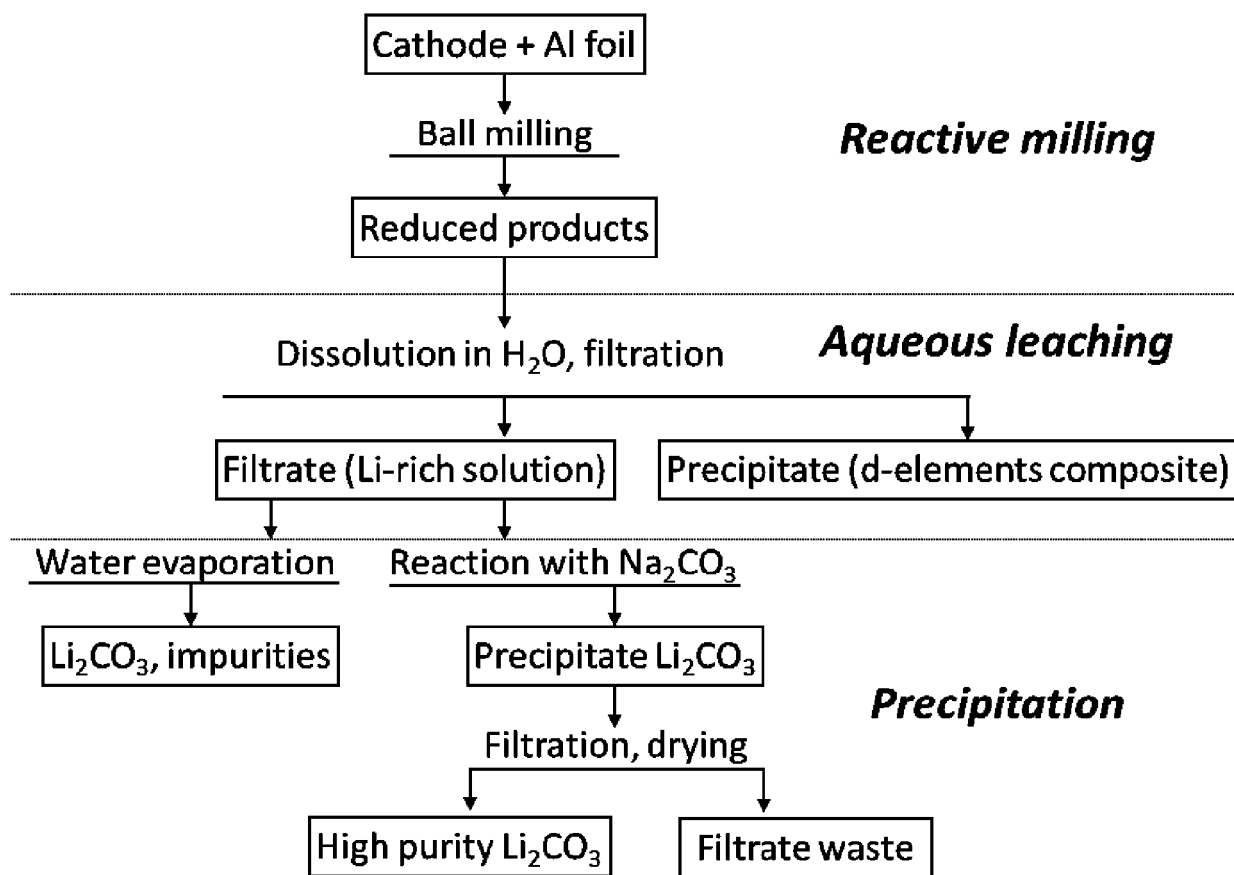 Cathode + Al foil
Ball milling
Reactive milling
Reduced products
Dissolution in H₂O, filtration
Aqueous leaching
Filtrate (Li-rich solution)
Precipitate (d-elements composite)
Water evaporation
Reaction with Na₂CO₃
Li₂CO₃, impurities
Precipitate Li₂CO₃
Precipitation
Filtration, drying
High purity Li₂CO₃
Filtrate waste